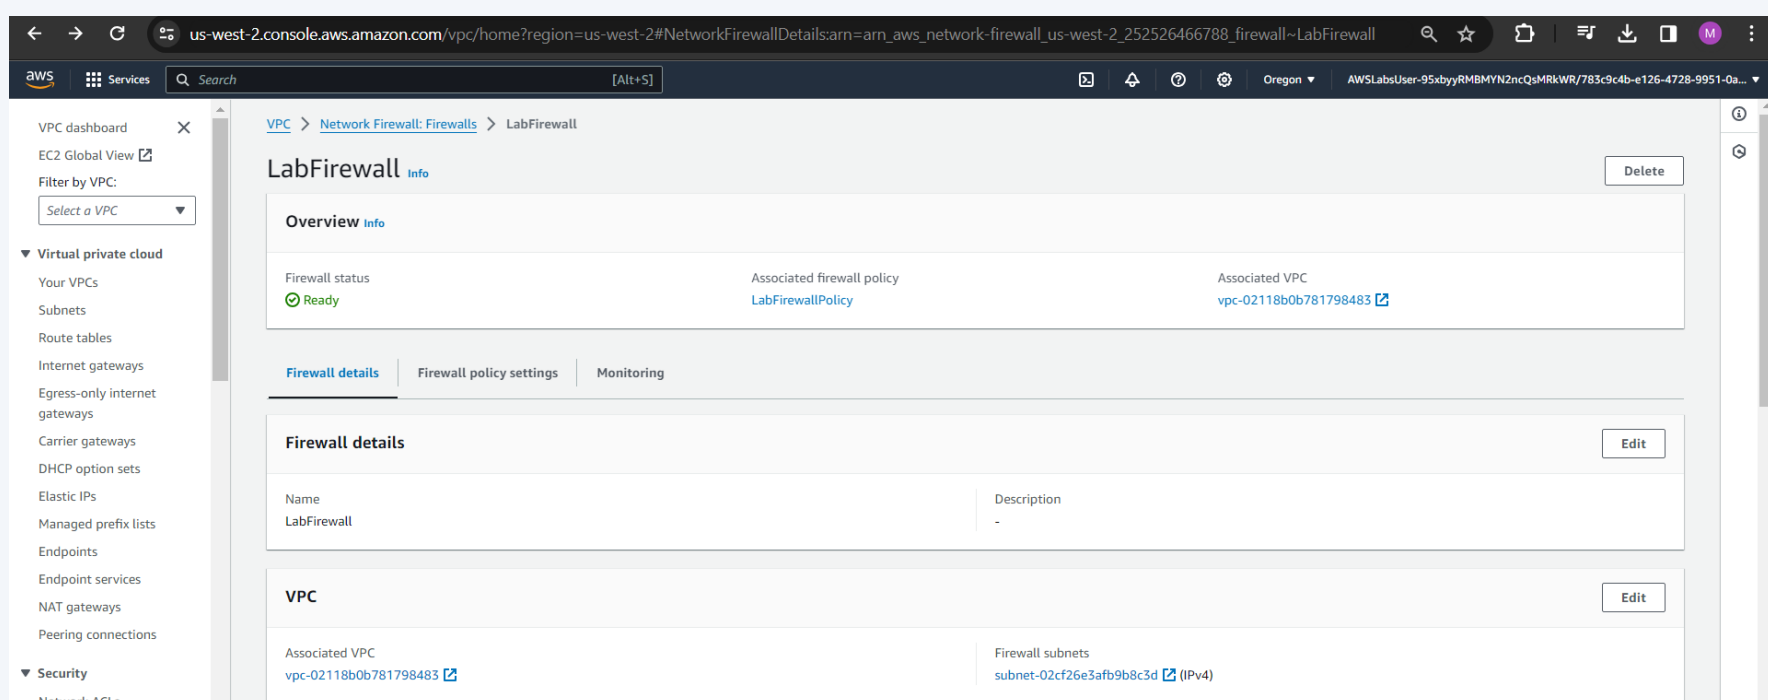 us-west-2.console.aws.amazon.com/vpc/home?region=us-west-2#NetworkFirewallDetails:arn=arn_aws_network-firewall_us-west-2_252526466788_firewall~LabFirewall
M
aws
Services
Search
[Alt+S]
Oregon
AWSLabsUser-95xbyyRMBMYN2ncQsMRkWR/783c9c4b-e126-4728-9951-0a...
VPC dashboard
EC2 Global View
Filter by VPC:
Select a VPC
Virtual private cloud
Your VPCs
Subnets
Route tables
Internet gateways
Egress-only internet
gateways
Carrier gateways
DHCP option sets
Elastic IPs
Managed prefix lists
Endpoints
Endpoint services
NAT gateways
Peering connections
Security
Network ACLs
VPC > Network Firewall: Firewalls > LabFirewall
LabFirewall Info
Delete
Overview Info
Firewall status
Ready
Associated firewall policy
LabFirewallPolicy
Associated VPC
vpc-02118b0b781798483
Firewall details
Firewall policy settings
Monitoring
Firewall details
Edit
Name
LabFirewall
Description
-
VPC
Edit
Associated VPC
vpc-02118b0b781798483
Firewall subnets
subnet-02cf26e3afb9b8c3d (IPv4)